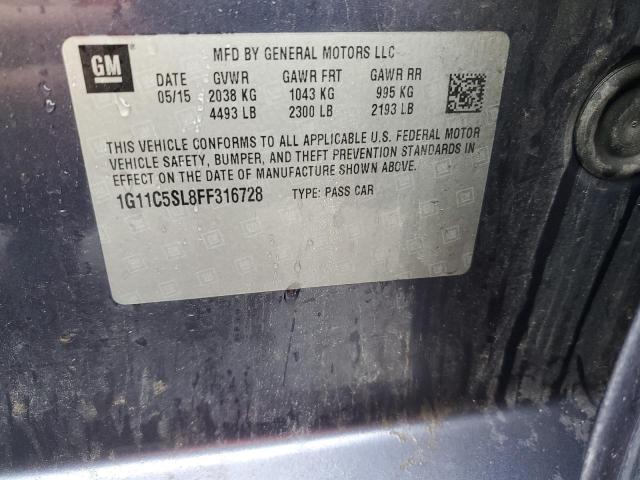 GM
MFD BY GENERAL MOTORS LLC
DATE GVWR GAWR FRT GAWR RR
05/15 2038 KG 1043 KG 995 KG
4493 LB 2300 LB 2193 LB
THIS VEHICLE CONFORMS TO ALL APPLICABLE U.S. FEDERAL MOTOR
VEHICLE SAFETY, BUMPER, AND THEFT PREVENTION STANDARDS IN
EFFECT ON THE DATE OF MANUFACTURE SHOWN ABOVE.
1G11C5SL8FF316728 TYPE: PASS CAR